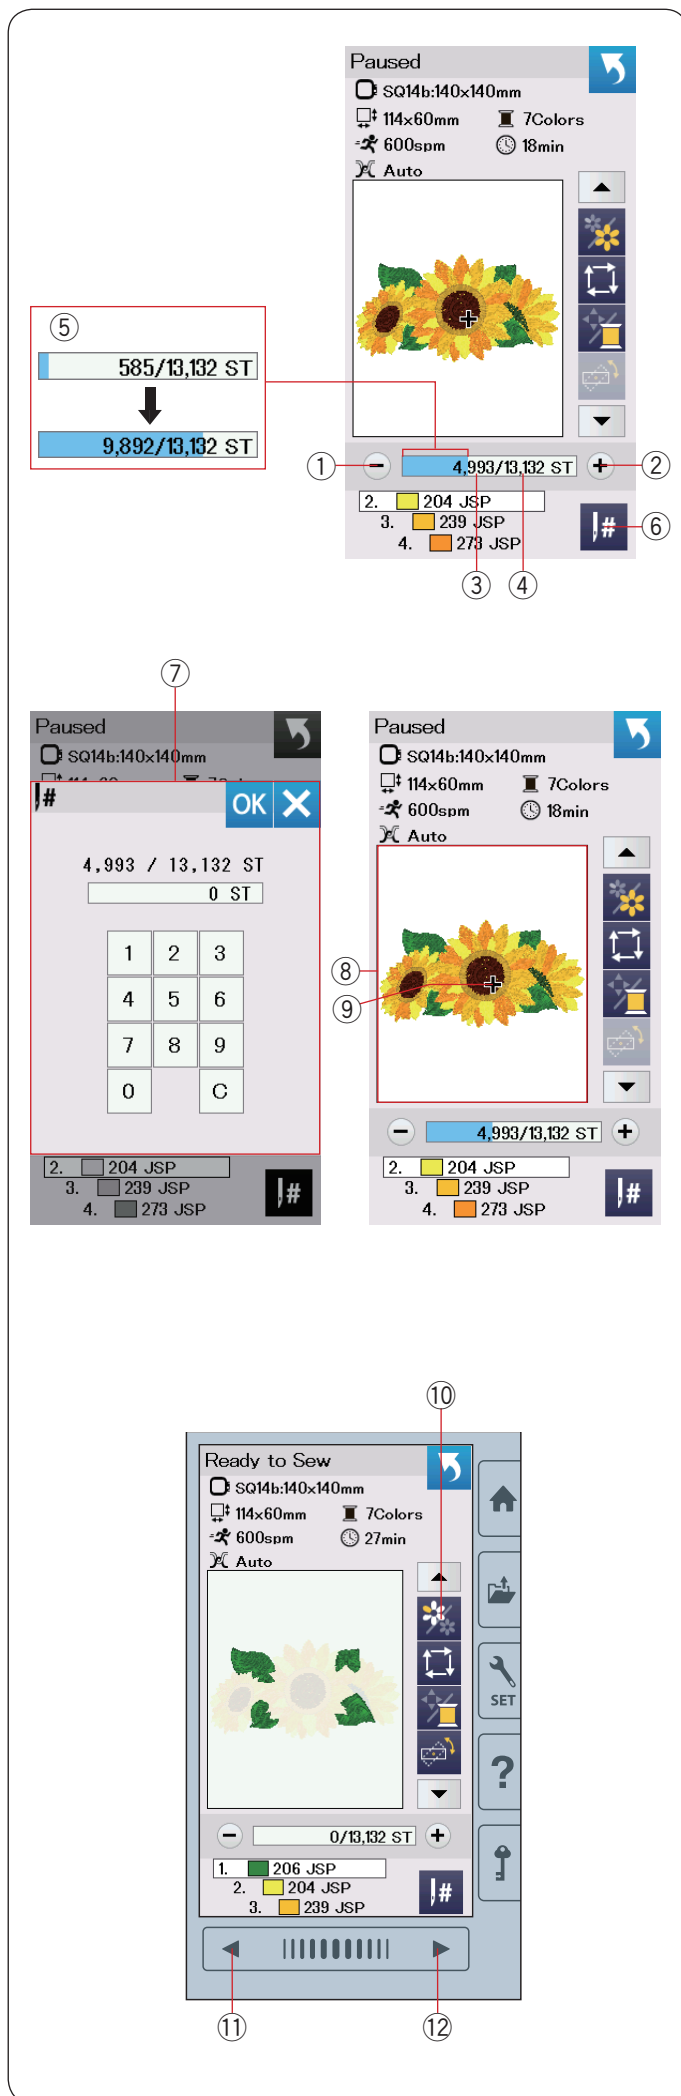 Paused
SQ14b:140x140mm
114x60mm 7Colors
600spm 18min
Auto
⑤
585/13,132 ST
9,892/13,132 ST
① − 4,993/13,132 ST + ②
2. 204 JSP
3. 239 JSP
4. 273 JSP
# ⑥
③ ④
⑦
Paused
SQ14b:140x140mm
#
OK
4,993 / 13,132 ST
0 ST
1 2 3
4 5 6
7 8 9
0 C
2. 204 JSP
3. 239 JSP
4. 273 JSP
#
Paused
SQ14b:140x140mm
114x60mm 7Colors
600spm 18min
Auto
⑧
⑨
− 4,993/13,132 ST +
2. 204 JSP
3. 239 JSP
4. 273 JSP
#
⑩
Ready to Sew
SQ14b:140x140mm
114x60mm 7Colors
600spm 27min
Auto
SET
?
− 0/13,132 ST +
1. 206 JSP
2. 204 JSP
3. 239 JSP
#
⑪ ⑫